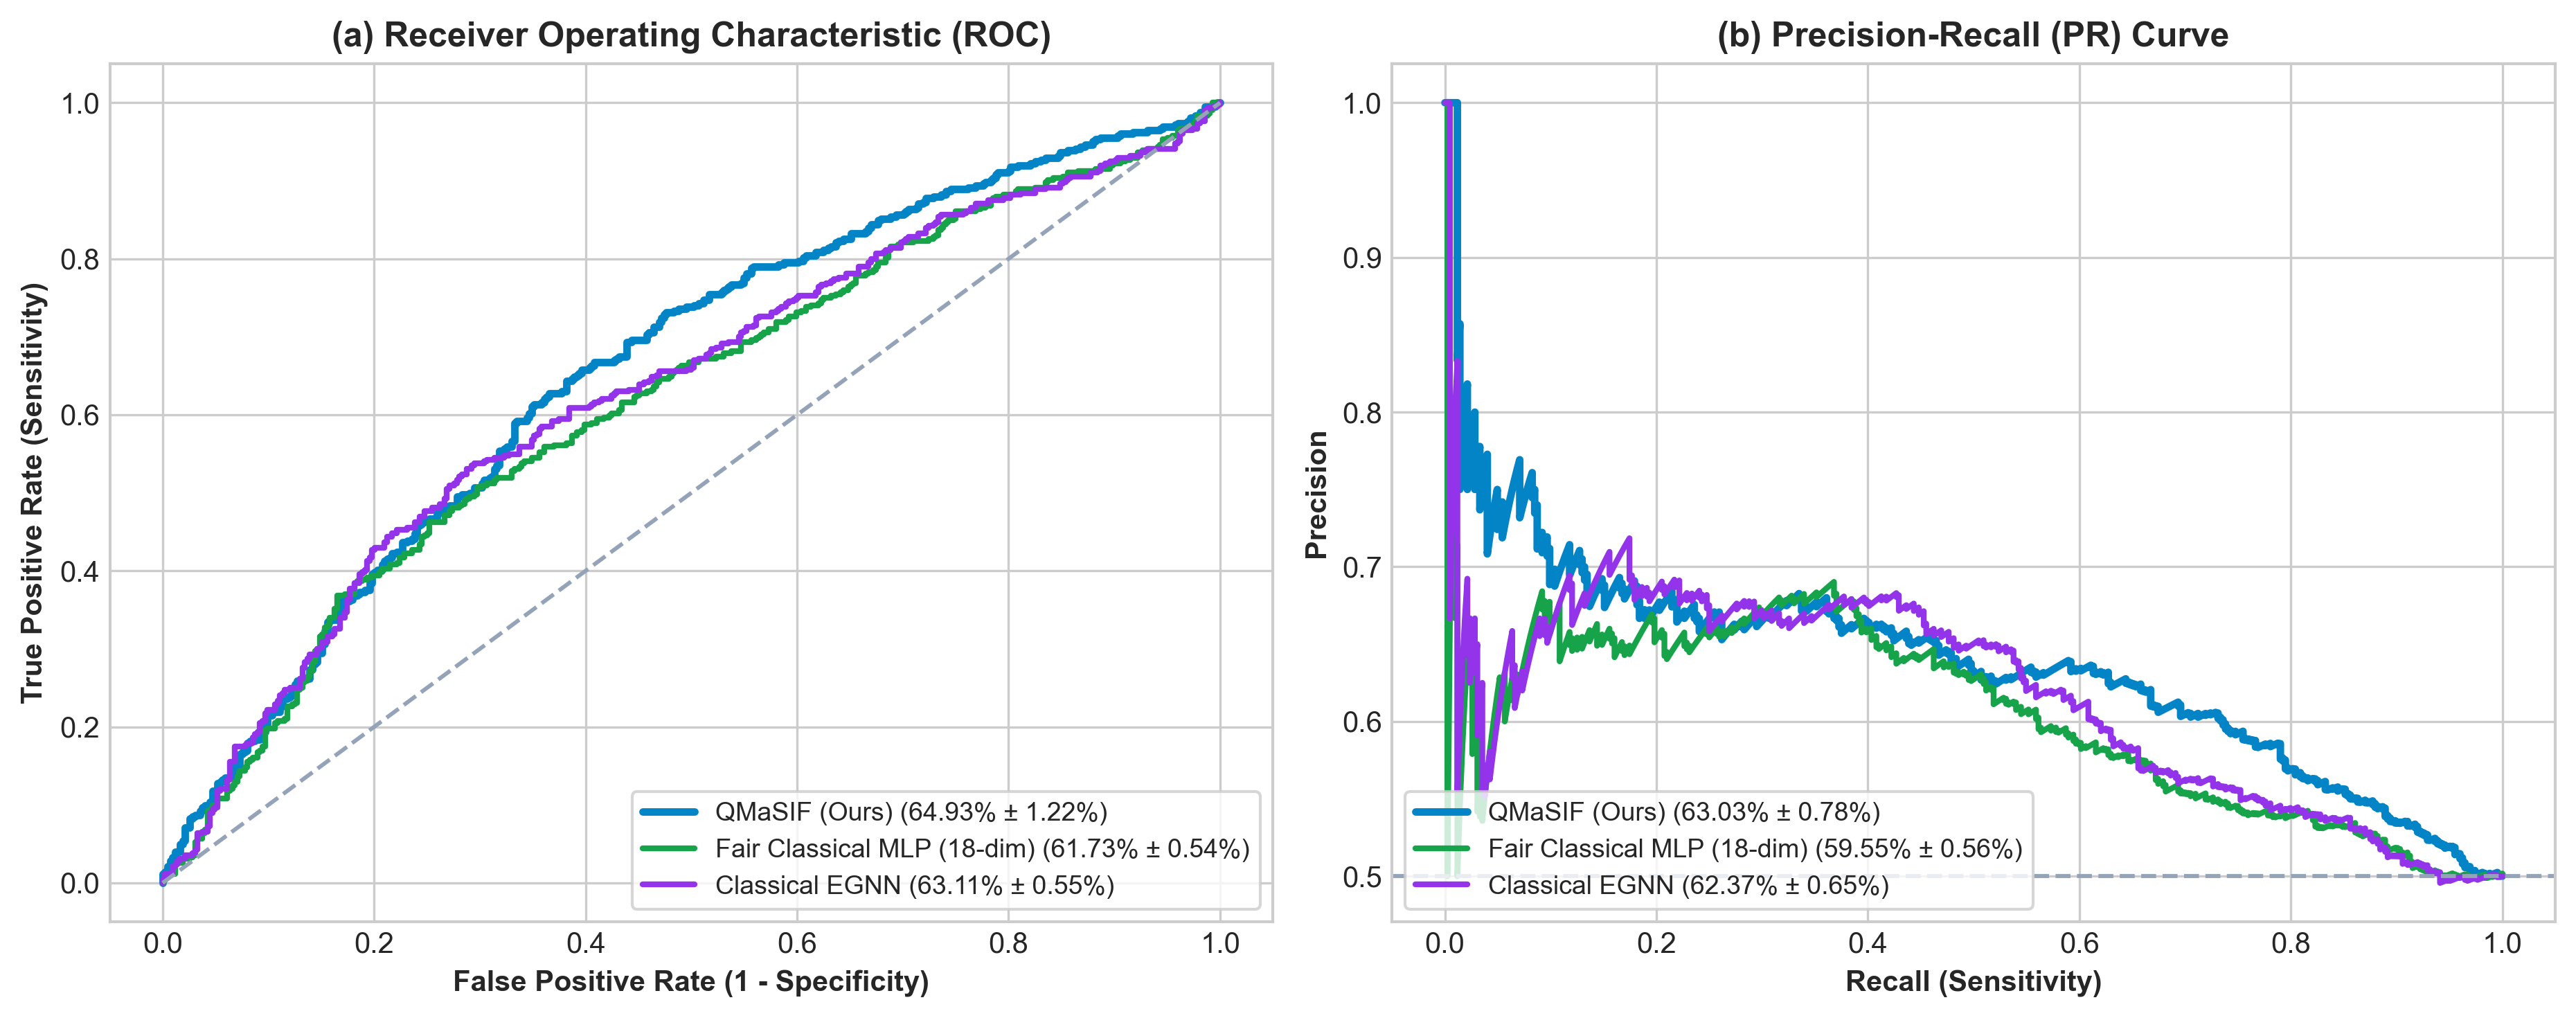 (a) Receiver Operating Characteristic (ROC)
1.0
0.8
0.6
0.4
0.2
0.0
True Positive Rate (Sensitivity)
QMaSIF (Ours) (64.93% ± 1.22%)
Fair Classical MLP (18-dim) (61.73% ± 0.54%)
Classical EGNN (63.11% ± 0.55%)
0.0 0.2 0.4 0.6 0.8 1.0
False Positive Rate (1 - Specificity)
(b) Precision-Recall (PR) Curve
1.0
0.9
0.8
0.7
0.6
0.5
Precision
QMaSIF (Ours) (63.03% ± 0.78%)
Fair Classical MLP (18-dim) (59.55% ± 0.56%)
Classical EGNN (62.37% ± 0.65%)
0.0 0.2 0.4 0.6 0.8 1.0
Recall (Sensitivity)